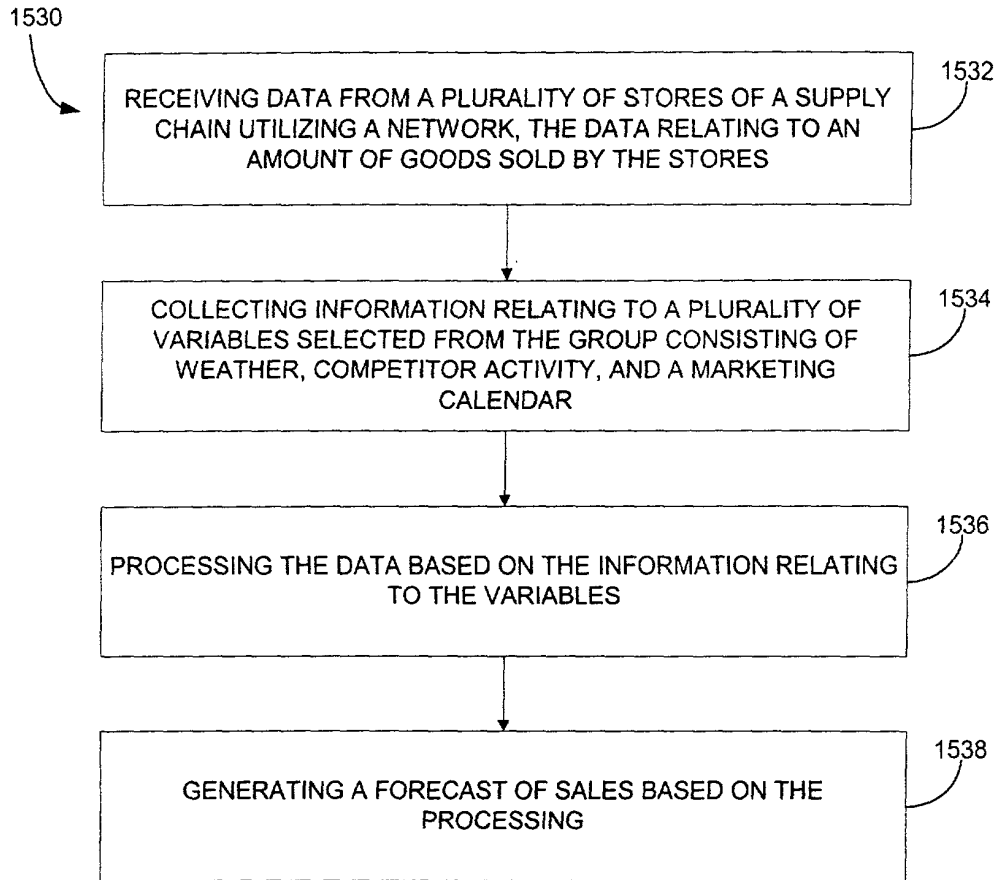 1530
1532
RECEIVING DATA FROM A PLURALITY OF STORES OF A SUPPLY
CHAIN UTILIZING A NETWORK, THE DATA RELATING TO AN
AMOUNT OF GOODS SOLD BY THE STORES
1534
COLLECTING INFORMATION RELATING TO A PLURALITY OF
VARIABLES SELECTED FROM THE GROUP CONSISTING OF
WEATHER, COMPETITOR ACTIVITY, AND A MARKETING
CALENDAR
1536
PROCESSING THE DATA BASED ON THE INFORMATION RELATING
TO THE VARIABLES
1538
GENERATING A FORECAST OF SALES BASED ON THE
PROCESSING